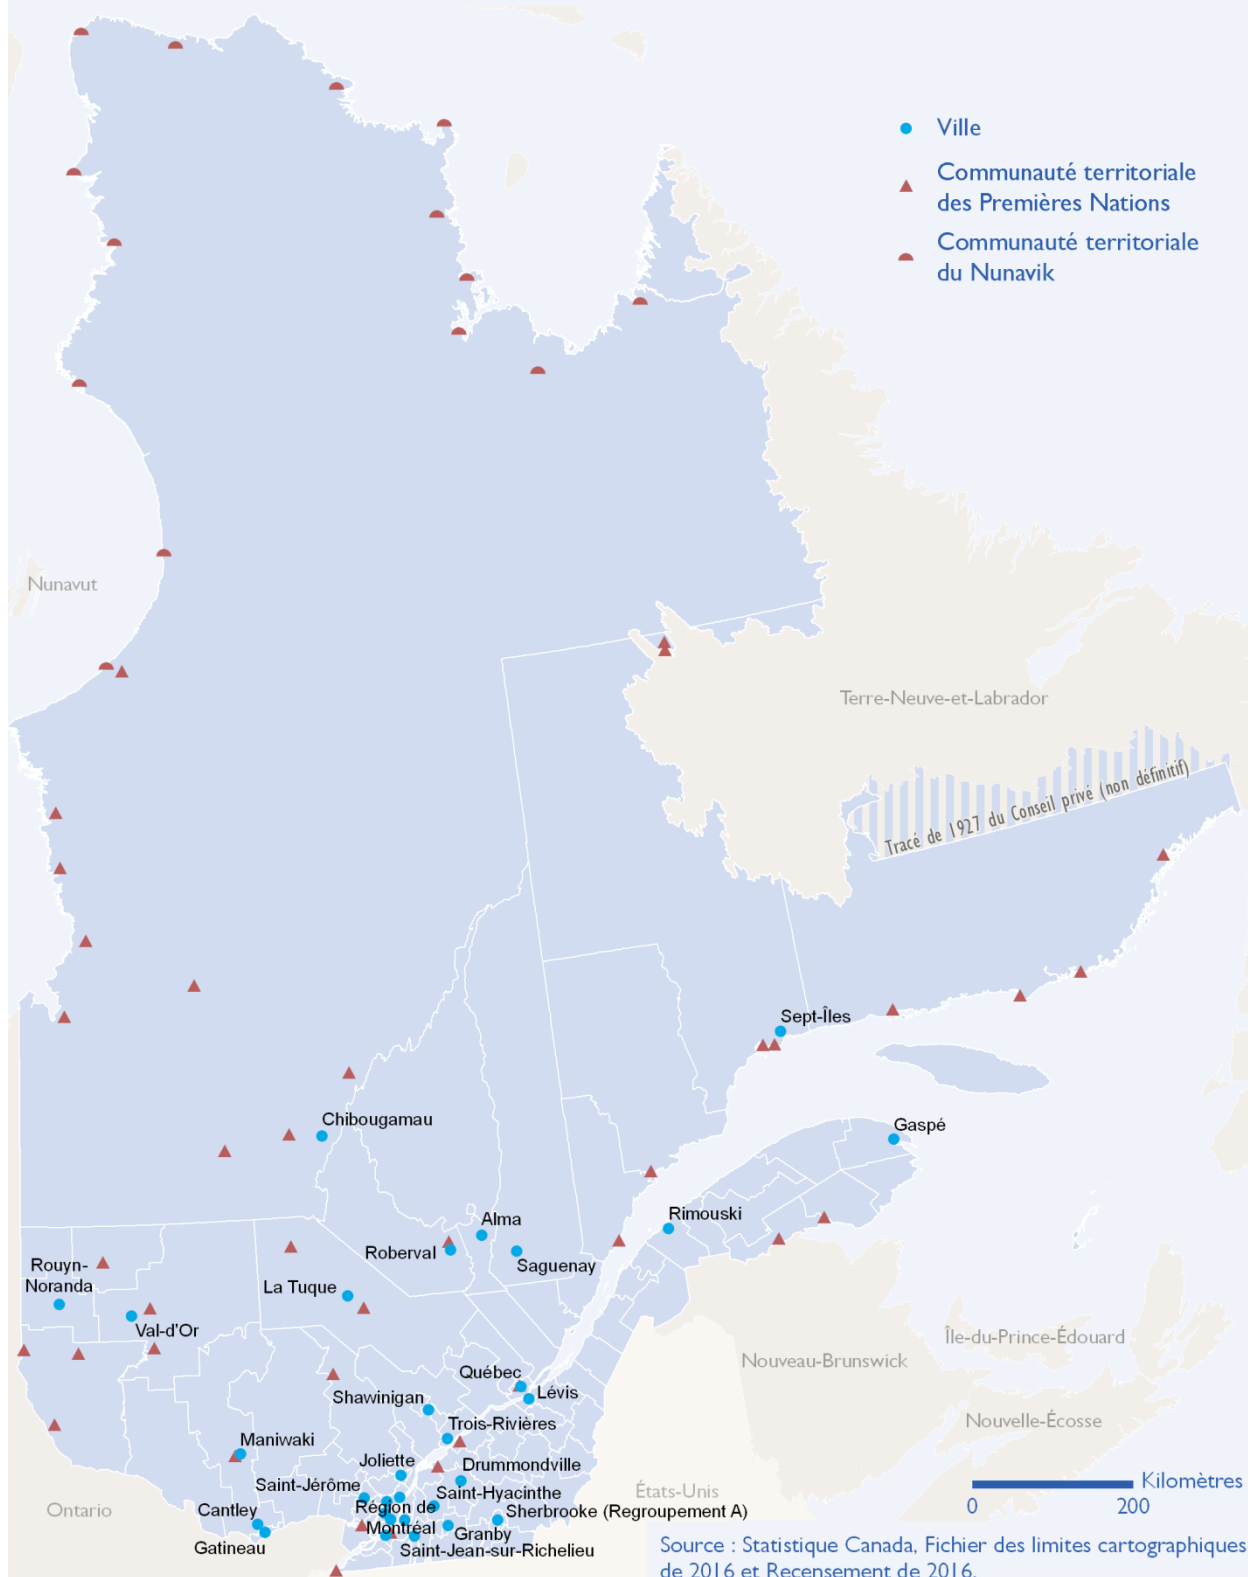 Ville
Communauté territoriale
des Premières Nations
Communauté territoriale
du Nunavik
Nunavut
Terre-Neuve-et-Labrador
Tracé de 1927 du Conseil privé (non définitif)
Sept-Îles
Chibougamau
Gaspé
Rimouski
Alma
Roberval
Saguenay
Rouyn-
Noranda
La Tuque
Val-d'Or
Île-du-Prince-Édouard
Nouveau-Brunswick
Québec
Lévis
Shawinigan
Trois-Rivières
Nouvelle-Écosse
Maniwaki
Joliette
Drummondville
Saint-Jérôme
Saint-Hyacinthe
États-Unis
Kilomètres
0 200
Ontario
Cantley
Région de
Montréal
Sherbrooke (Regroupement A)
Granby
Gatineau
Saint-Jean-sur-Richelieu
Source : Statistique Canada, Fichier des limites cartographiques
de 2016 et Recensement de 2016.